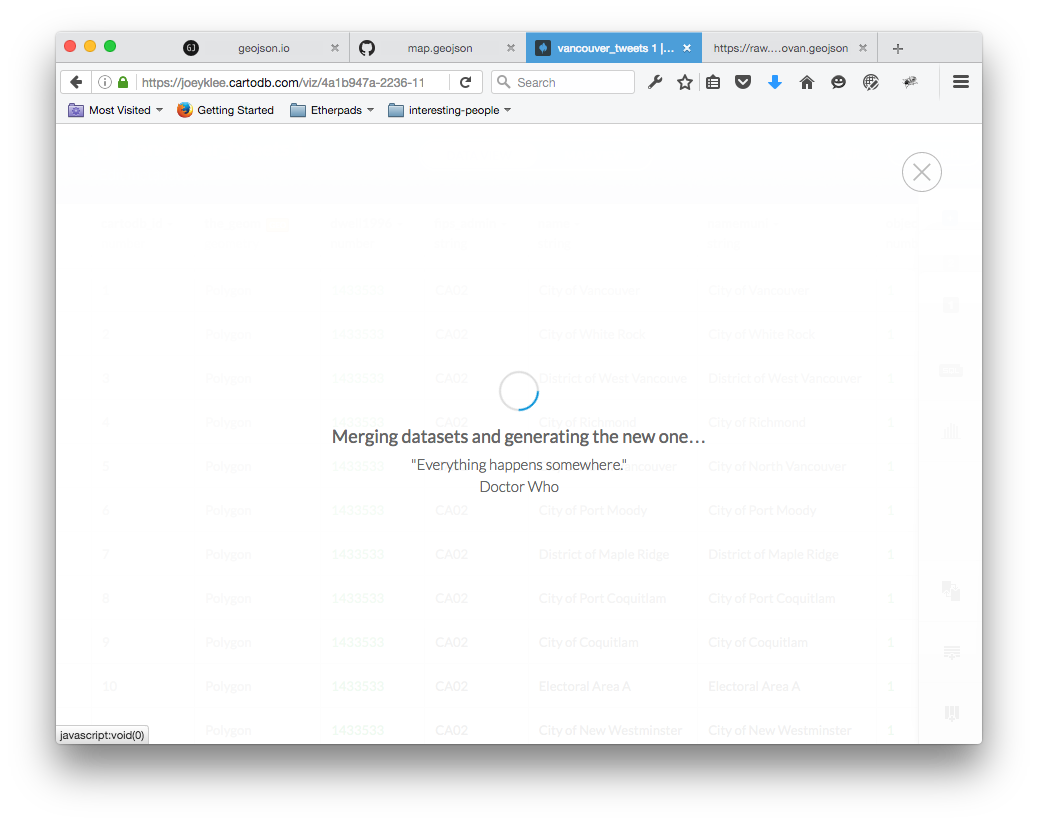 GJ geojson.io
map.geojson
vancouver_tweets 1 |...
https://raw....ovan.geojson
https://joeyklee.cartodb.com/viz/4a1b947a-2236-11
Search
Most Visited
Getting Started
Etherpads
interesting-people
1 Polygon 1433533 CA02 City of Vancouver City of Vancouver 1
2 Polygon 1433533 CA02 City of White Rock City of White Rock 1
3 Polygon 1433533 CA02 District of West Vancouve District of West Vancouver 1
4 Polygon 1433533 CA02 City of Richmond City of Richmond 1
Merging datasets and generating the new one...
5 Polygon 1433533 CA02 City of North Vancouver 1
"Everything happens somewhere."
Doctor Who
6 Polygon 1433533 CA02 City of Port Moody City of Port Moody 1
7 Polygon 1433533 CA02 District of Maple Ridge District of Maple Ridge 1
8 Polygon 1433533 CA02 City of Port Coquitlam City of Port Coquitlam 1
9 Polygon 1433533 CA02 City of Coquitlam City of Coquitlam 1
10 Polygon 1433533 CA02 Electoral Area A Electoral Area A 1
Polygon 1433533 CA02 City of New Westminster City of New Westminster 1
javascript:void(0)